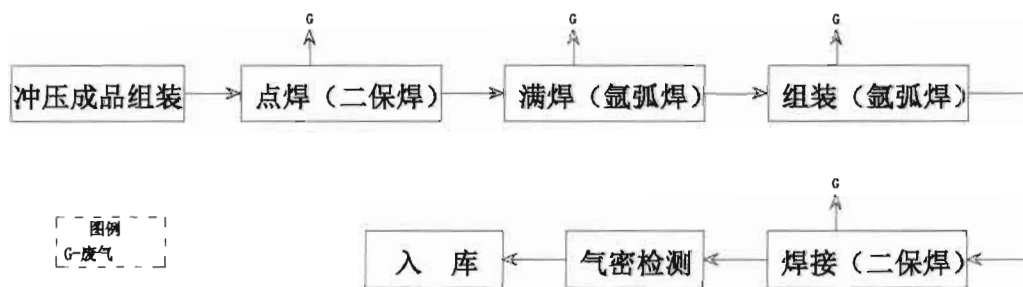 G
G
G
冲压成品组装
点焊（二保焊）
满焊（氩弧焊）
组装（氩弧焊）
G
图例
G-废气
入 库
气密检测
焊接（二保焊）